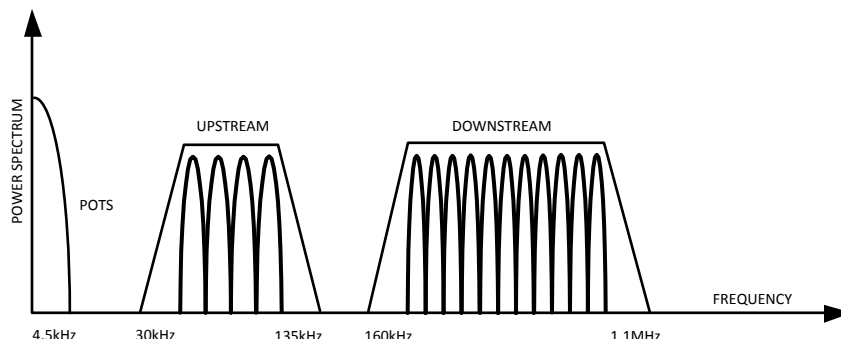 POWER SPECTRUM
UPSTREAM
DOWNSTREAM
POTS
FREQUENCY
4.5kHz
30kHz
135kHz
160kHz
1.1MHz